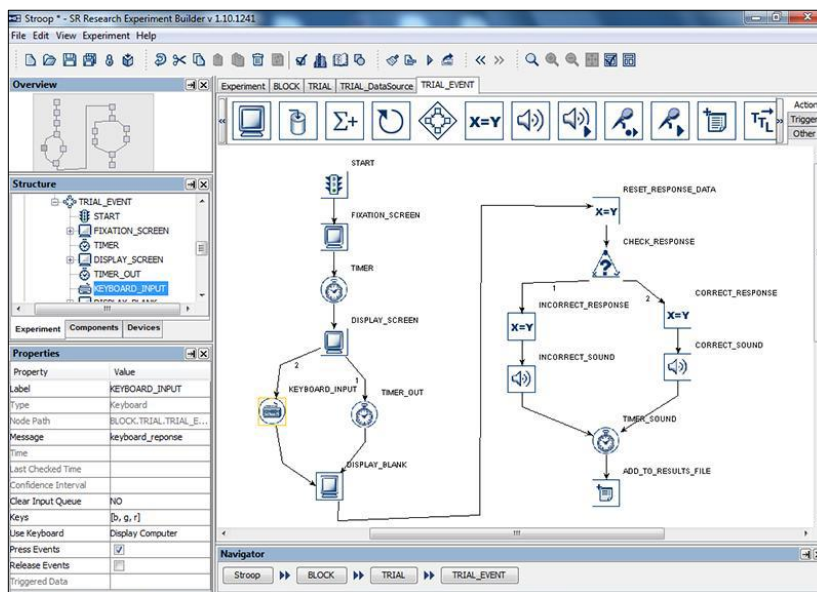 Stroop * - SR Research Experiment Builder v 1.10.1241
File Edit View Experiment Help
Overview
Experiment BLOCK TRIAL TRIAL_DataSource TRIAL_EVENT
Σ+ X=Y TTL
Action
Triggers
Other
Structure
TRIAL_EVENT
START
FIXATION_SCREEN
TIMER
DISPLAY_SCREEN
TIMER_OUT
KEYBOARD_INPUT
DISPLAY_BLANK
Experiment Components Devices
Properties
Property Value
Label KEYBOARD_INPUT
Type Keyboard
Node Path BLOCK.TRIAL.TRIAL_E...
Message keyboard_reponse
Time
Last Checked Time
Confidence Interval
Clear Input Queue NO
Keys [b, g, r]
Use Keyboard Display Computer
Press Events
Release Events
Triggered Data
START
FIXATION_SCREEN
TIMER
DISPLAY_SCREEN
2
1
KEYBOARD_INPUT
TIMER_OUT
DISPLAY_BLANK
RESET_RESPONSE_DATA
X=Y
CHECK_RESPONSE
?
1
2
INCORRECT_RESPONSE
X=Y
CORRECT_RESPONSE
X=Y
INCORRECT_SOUND
CORRECT_SOUND
TIMER_SOUND
ADD_TO_RESULTS_FILE
Navigator
Stroop BLOCK TRIAL TRIAL_EVENT